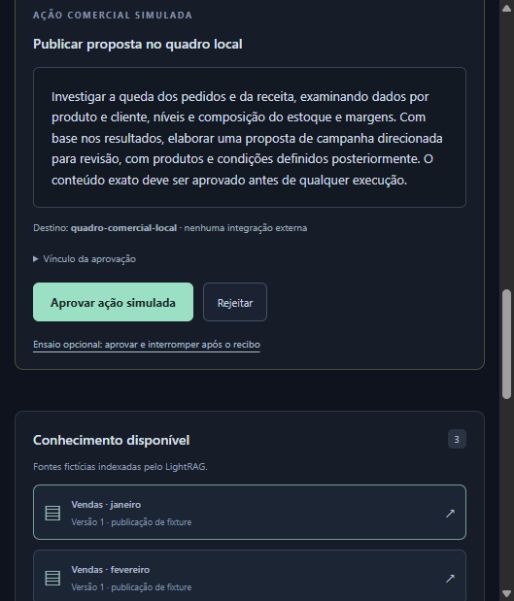 AÇÃO COMERCIAL SIMULADA
Publicar proposta no quadro local
Investigar a queda dos pedidos e da receita, examinando dados por
produto e cliente, níveis e composição do estoque e margens. Com
base nos resultados, elaborar uma proposta de campanha direcionada
para revisão, com produtos e condições definidos posteriormente. O
conteúdo exato deve ser aprovado antes de qualquer execução.
Destino: quadro-comercial-local · nenhuma integração externa
Vínculo da aprovação
Aprovar ação simulada
Rejeitar
Ensaio opcional: aprovar e interromper após o recibo
Conhecimento disponível
3
Fontes fictícias indexadas pelo LightRAG.
Vendas · janeiro
Versão 1 · publicação de fixture
Vendas · fevereiro
Versão 1 · publicação de fixture